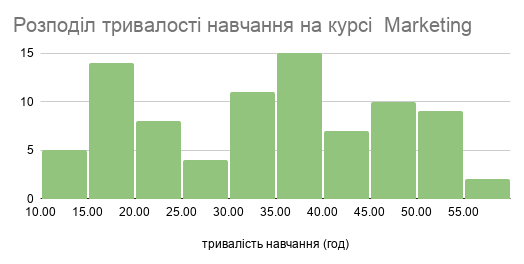 Розподіл тривалості навчання на курсі  Marketing
15
10
5
0
10.00 15.00 20.00 25.00 30.00 35.00 40.00 45.00 50.00 55.00
тривалість навчання (год)